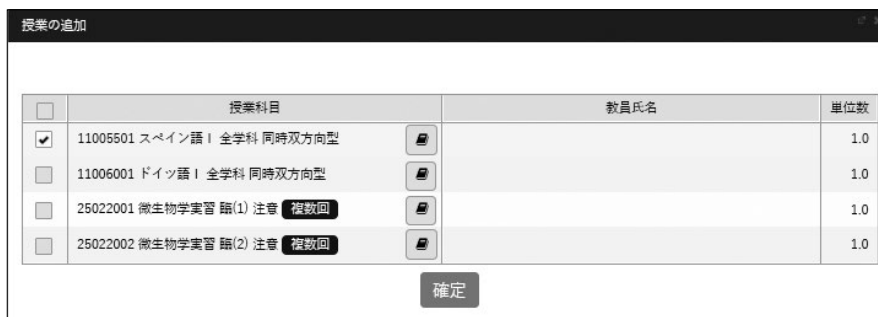 授業の追加
授業科目 教員氏名 単位数
11005501 スペイン語Ⅰ 全学科 同時双方向型 1.0
11006001 ドイツ語Ⅰ 全学科 同時双方向型 1.0
25022001 微生物学実習 臨(1) 注意 複数回 1.0
25022002 微生物学実習 臨(2) 注意 複数回 1.0
確定